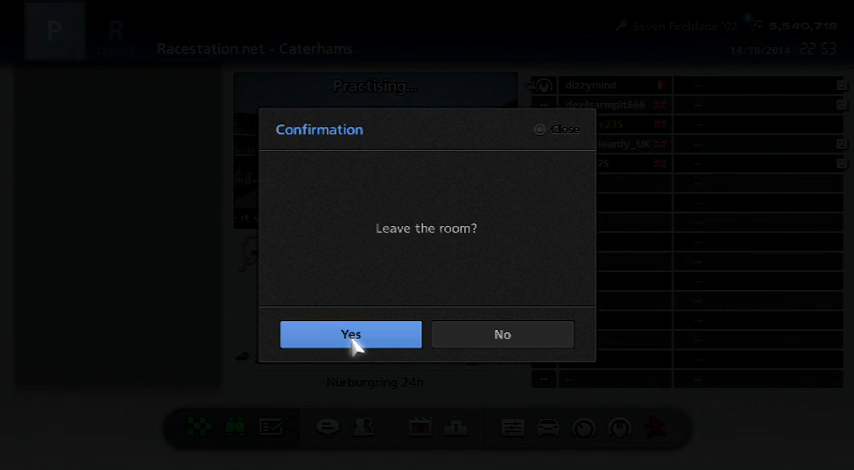 P R
Racestation.net - Caterhams
Seven Fireblade '02
5,540,718
14/10/2014 22:53
Practising...
dizzymind --
-- devilsarmpit666 --
Confirmation
Close
Leave the room?
Yes
No
Nürburgring 24h
-- -- --